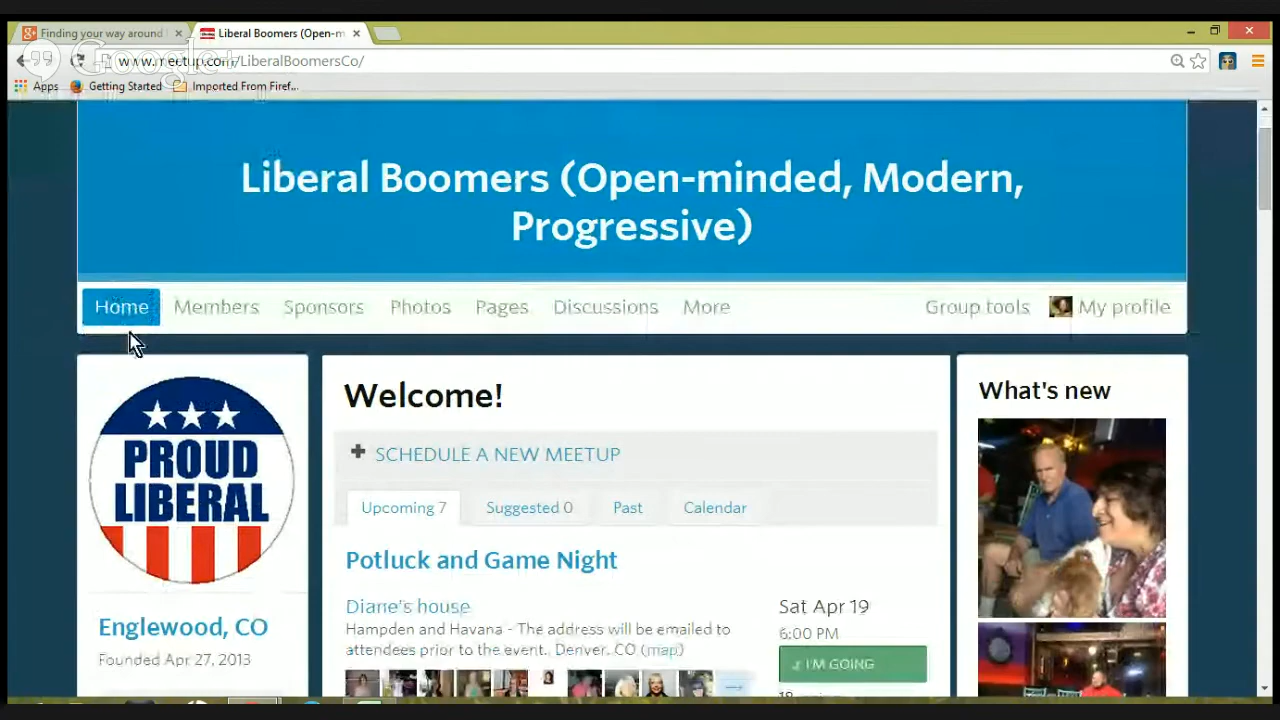 Finding your way around
Liberal Boomers (Open-m
Google+
www.meetup.com/LiberalBoomersCo/
Apps
Getting Started
Imported From Firef...
Liberal Boomers (Open-minded, Modern,
Progressive)
Home
Members
Sponsors
Photos
Pages
Discussions
More
Group tools
My profile
PROUD
LIBERAL
Englewood, CO
Founded Apr 27, 2013
Welcome!
SCHEDULE A NEW MEETUP
Upcoming 7
Suggested 0
Past
Calendar
Potluck and Game Night
Diane's house
Hampden and Havana - The address will be emailed to
attendees prior to the event., Denver, CO (map)
Sat Apr 19
6:00 PM
I'M GOING
What's new